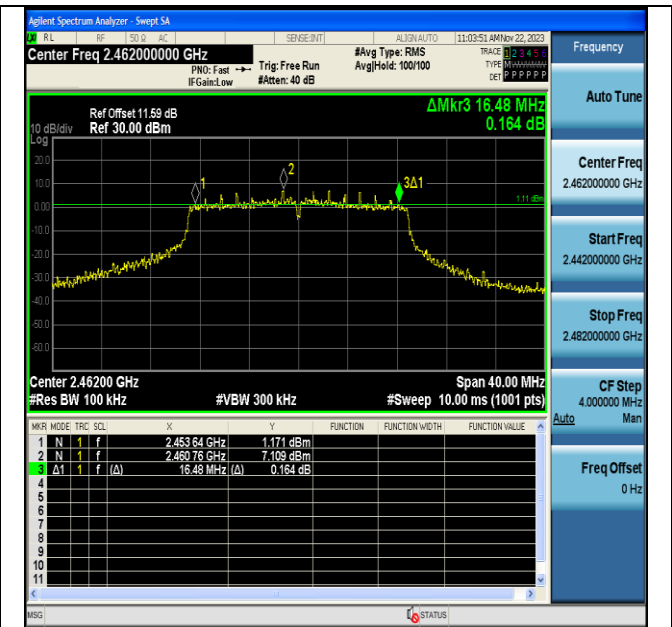 Agilent Spectrum Analyzer - Swept SA
RL RF 50 Ω AC SENSE:INT ALIGN AUTO 11:03:51 AM Nov 22, 2023
Center Freq 2.462000000 GHz #Avg Type: RMS TRACE 1 2 3 4 5 6
PNO: Fast Trig: Free Run Avg|Hold: 100/100 TYPE M
IFGain:Low #Atten: 40 dB DET P P P P P P
Frequency
Auto Tune
Center Freq
2.462000000 GHz
Start Freq
2.442000000 GHz
Stop Freq
2.482000000 GHz
CF Step
4.000000 MHz
Auto Man
Freq Offset
0 Hz
ΔMkr3 16.48 MHz
0.164 dB
Ref Offset 11.59 dB
10 dB/div Ref 30.00 dBm
Log
20.0
10.0
0.00
-10.0
-20.0
-30.0
-40.0
-50.0
-60.0
1
2
3Δ1
1.11 dBm
Center 2.46200 GHz Span 40.00 MHz
#Res BW 100 kHz #VBW 300 kHz #Sweep 10.00 ms (1001 pts)
MKR MODE TRC SCL X Y FUNCTION FUNCTION WIDTH FUNCTION VALUE
1 N 1 f 2.453 64 GHz 1.171 dBm
2 N 1 f 2.460 76 GHz 7.109 dBm
3 Δ1 1 f (Δ) 16.48 MHz (Δ) 0.164 dB
4
5
6
7
8
9
10
11
MSG STATUS